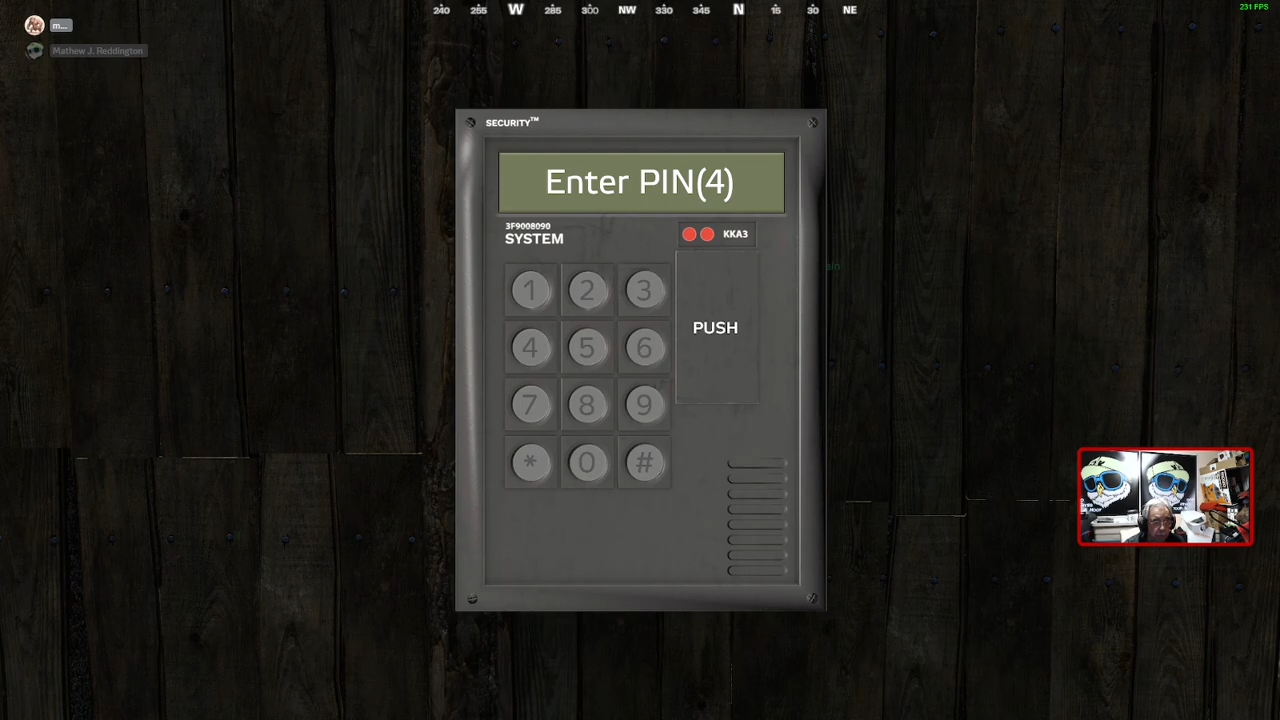 240 255 W 285 300 NW 330 345 N 15 30 NE
231 FPS
m...
Mathew J. Reddington
SECURITY™
Enter PIN(4)
3F9008090
SYSTEM
KKA3
1 2 3
4 5 6
7 8 9
* 0 #
PUSH